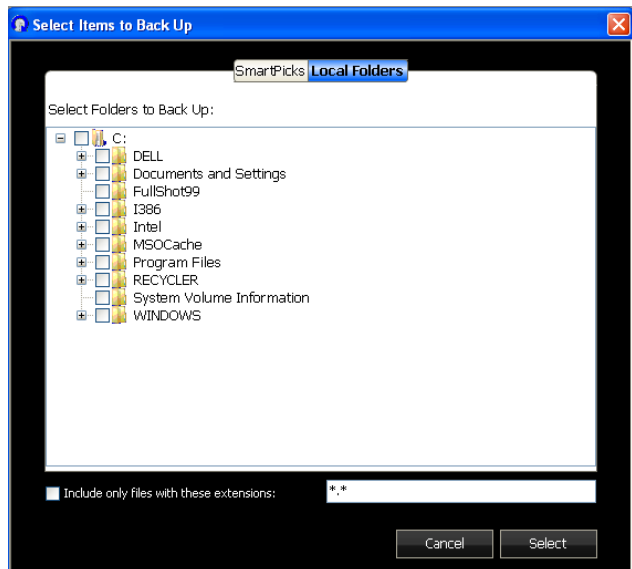 Select Items to Back Up
SmartPicks Local Folders
Select Folders to Back Up:
C:
DELL
Documents and Settings
FullShot99
I386
Intel
MSOCache
Program Files
RECYCLER
System Volume Information
WINDOWS
Include only files with these extensions: *.*
Cancel Select